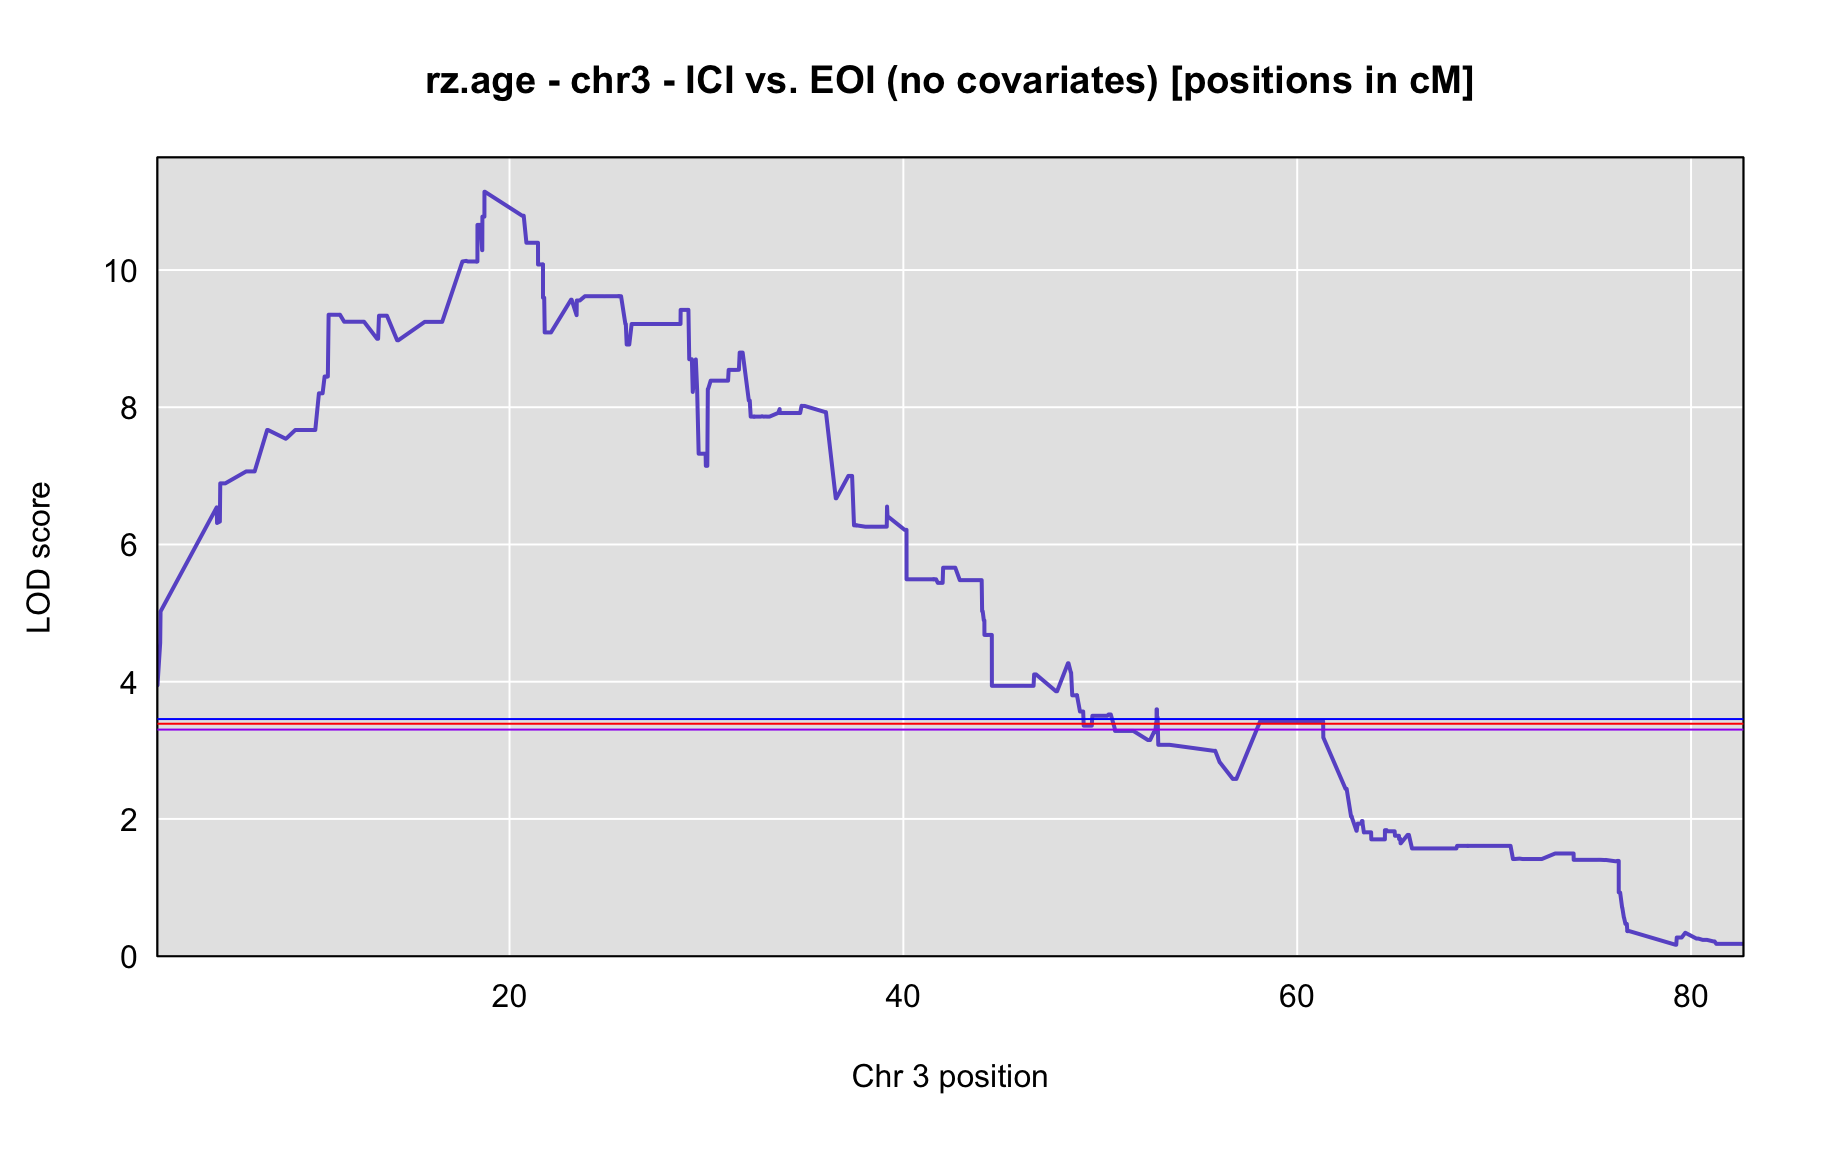 rz.age - chr3 - ICI vs. EOI (no covariates) [positions in cM]
10
8
6
4
2
0
LOD score
20 40 60 80
Chr 3 position